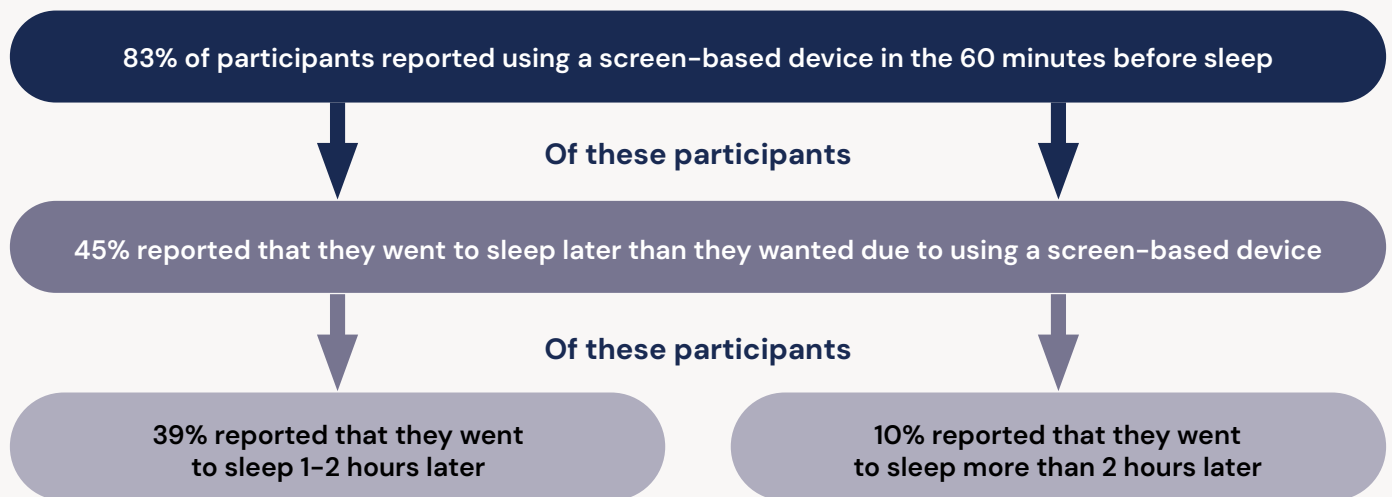 83% of participants reported using a screen-based device in the 60 minutes before sleep
Of these participants
45% reported that they went to sleep later than they wanted due to using a screen-based device
Of these participants
39% reported that they went
to sleep 1-2 hours later
10% reported that they went
to sleep more than 2 hours later